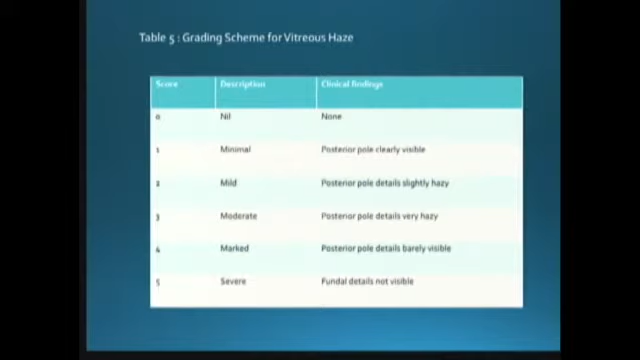 Table 5 : Grading Scheme for Vitreous Haze
Score Description Clinical findings
0 Nil None
1 Minimal Posterior pole clearly visible
2 Mild Posterior pole details slightly hazy
3 Moderate Posterior pole details very hazy
4 Marked Posterior pole details barely visible
5 Severe Fundal details not visible